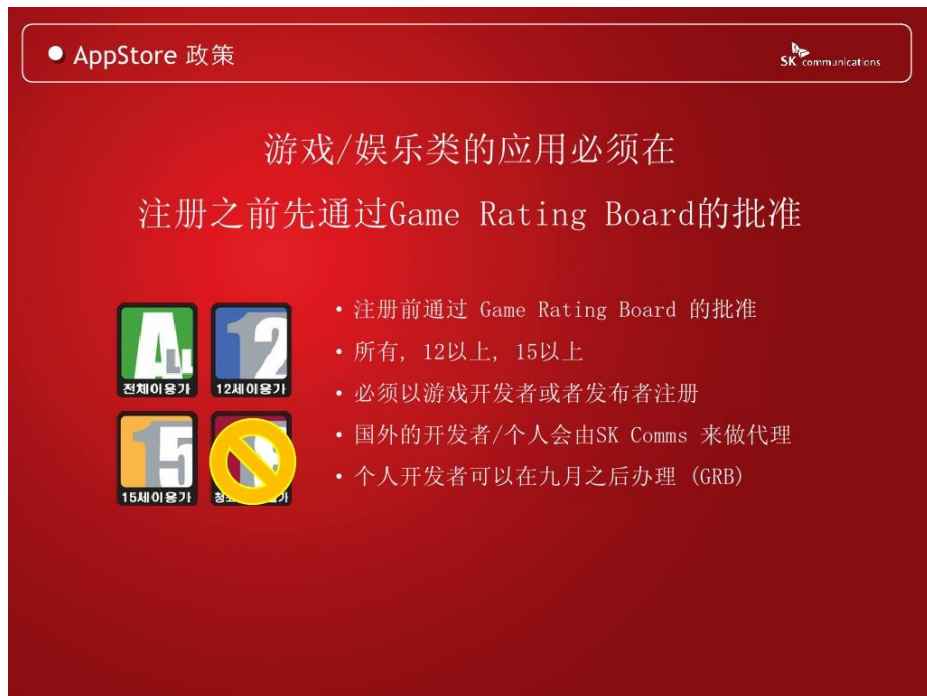 AppStore 政策
SK communications
游戏/娱乐类的应用必须在
注册之前先通过Game Rating Board的批准
• 注册前通过 Game Rating Board 的批准
• 所有, 12以上, 15以上
• 必须以游戏开发者或者发布者注册
• 国外的开发者/个人会由SK Comms 来做代理
• 个人开发者可以在九月之后办理 (GRB)
ALL
12
전체이용가
12세이용가
15
15세이용가